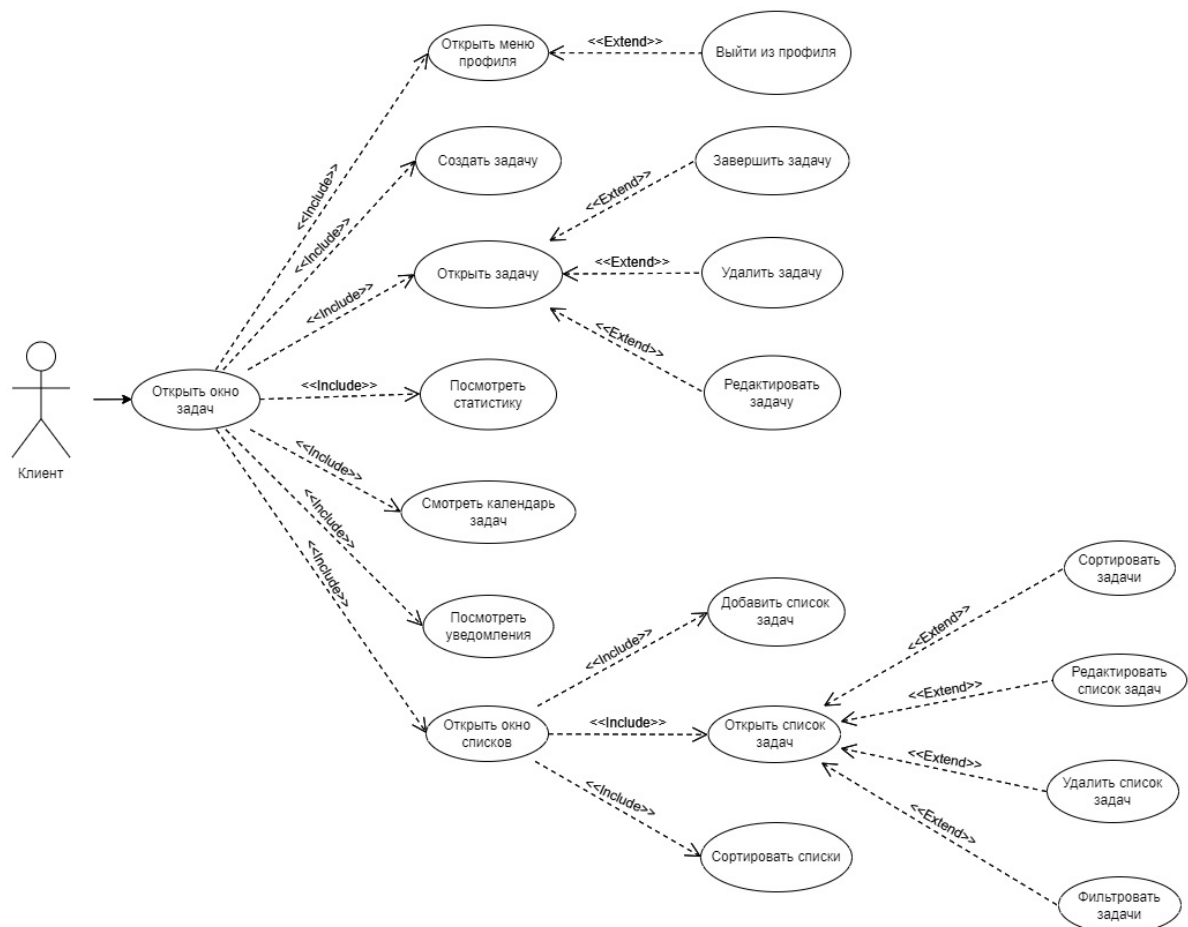 Открыть меню
профиля
<<Extend>>
Выйти из профиля
<<Include>>
Создать задачу
<<Include>>
Завершить задачу
<<Extend>>
Открыть задачу
<<Include>>
<<Extend>>
Удалить задачу
<<Extend>>
Редактировать
задачу
Клиент
Открыть окно
задач
<<Include>>
Посмотреть
статистику
<<Include>>
Смотреть календарь
задач
<<Include>>
Посмотреть
уведомления
<<Include>>
Открыть окно
списков
<<Include>>
Добавить список
задач
<<Include>>
Открыть список
задач
<<Include>>
Сортировать списки
<<Extend>>
Сортировать
задачи
<<Extend>>
Редактировать
список задач
<<Extend>>
Удалить список
задач
<<Extend>>
Фильтровать
задачи